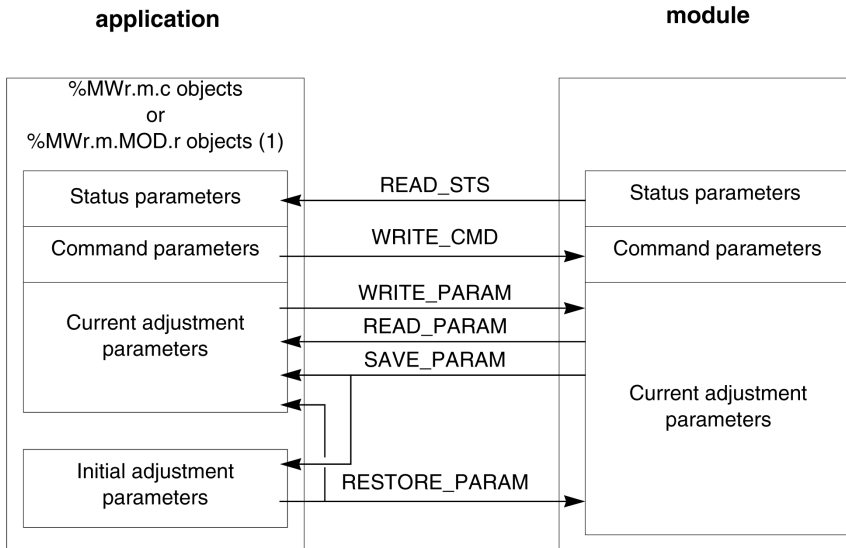 application
module
%MWr.m.c objects
or
%MWr.m.MOD.r objects (1)
Status parameters
READ_STS
Status parameters
Command parameters
WRITE_CMD
Command parameters
WRITE_PARAM
Current adjustment
parameters
READ_PARAM
SAVE_PARAM
Current adjustment
parameters
Initial adjustment
parameters
RESTORE_PARAM